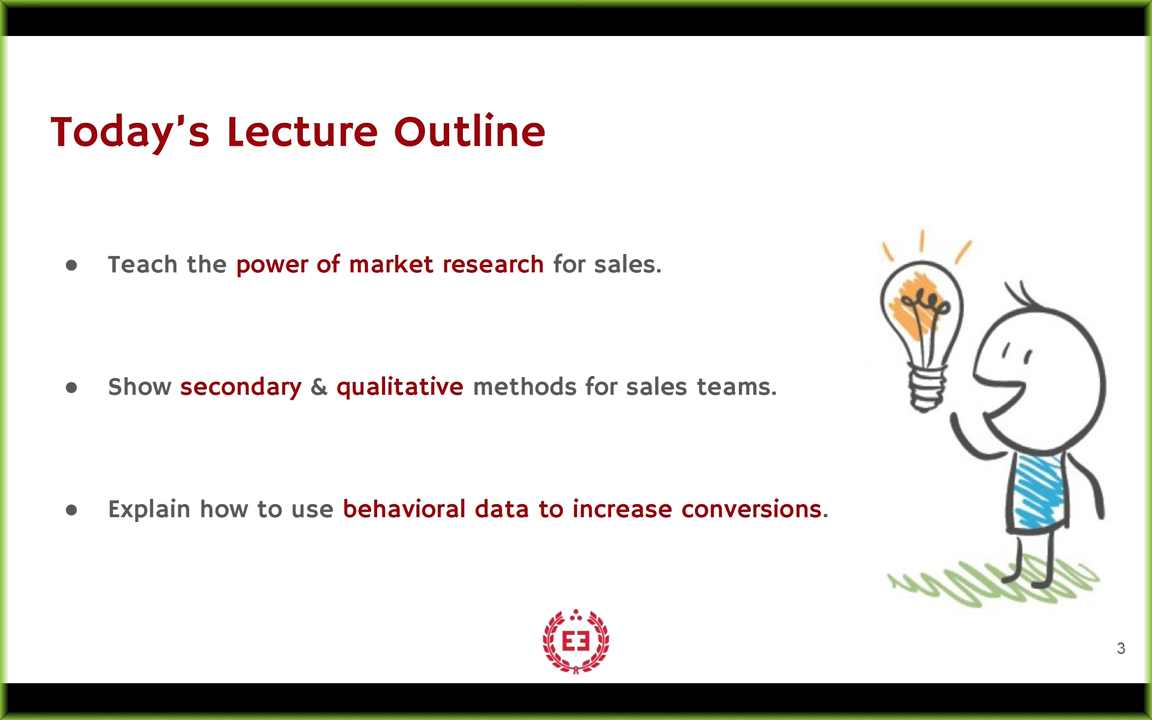 Today's Lecture Outline
● Teach the power of market research for sales.
● Show secondary & qualitative methods for sales teams.
● Explain how to use behavioral data to increase conversions.
EƎ
3